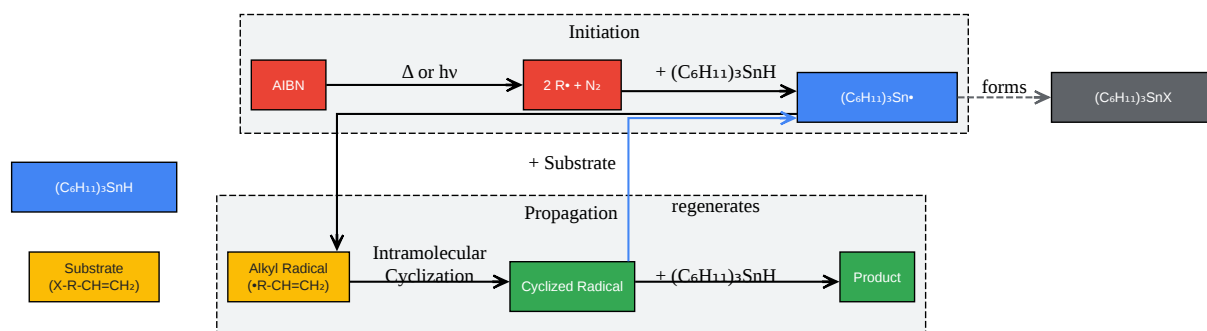 Initiation
AIBN
Δ or hν
2 R• + N₂
+ (C₆H₁₁)₃SnH
(C₆H₁₁)₃Sn•
forms
(C₆H₁₁)₃SnX
(C₆H₁₁)₃SnH
+ Substrate
Propagation
regenerates
Substrate
(X-R-CH=CH₂)
Alkyl Radical
(•R-CH=CH₂)
Intramolecular
Cyclization
Cyclized Radical
+ (C₆H₁₁)₃SnH
Product